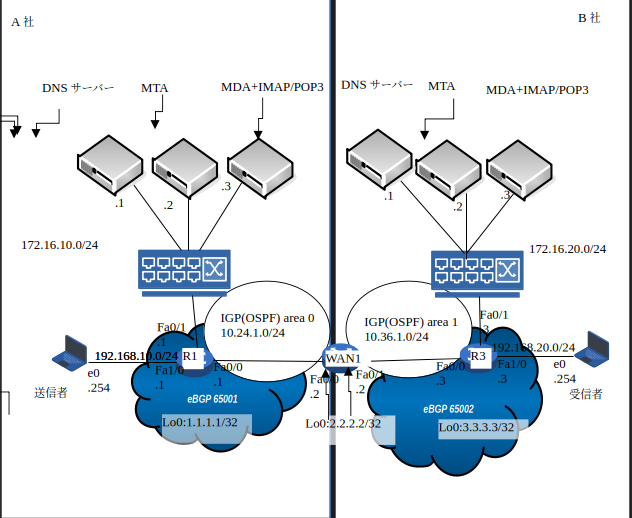 A 社
B 社
DNS サーバー
MTA
MDA+IMAP/POP3
DNS サーバー
MTA
MDA+IMAP/POP3
.1
.2
.3
.1
.2
.3
172.16.10.0/24
172.16.20.0/24
IGP(OSPF) area 0
10.24.1.0/24
IGP(OSPF) area 1
10.36.1.0/24
Fa0/1
.1
Fa0/1
.3
192.168.10.0/24
R1
WAN1
R3
192.168.20.0/24
e0
.254
Fa1/0
.1
Fa0/0
.1
Fa0/0
.2
.2
Fa0/0
.3
Fa1/0
.3
e0
.254
送信者
受信者
eBGP 65001
eBGP 65002
Lo0:1.1.1.1/32
Lo0:2.2.2.2/32
Lo0:3.3.3.3/32